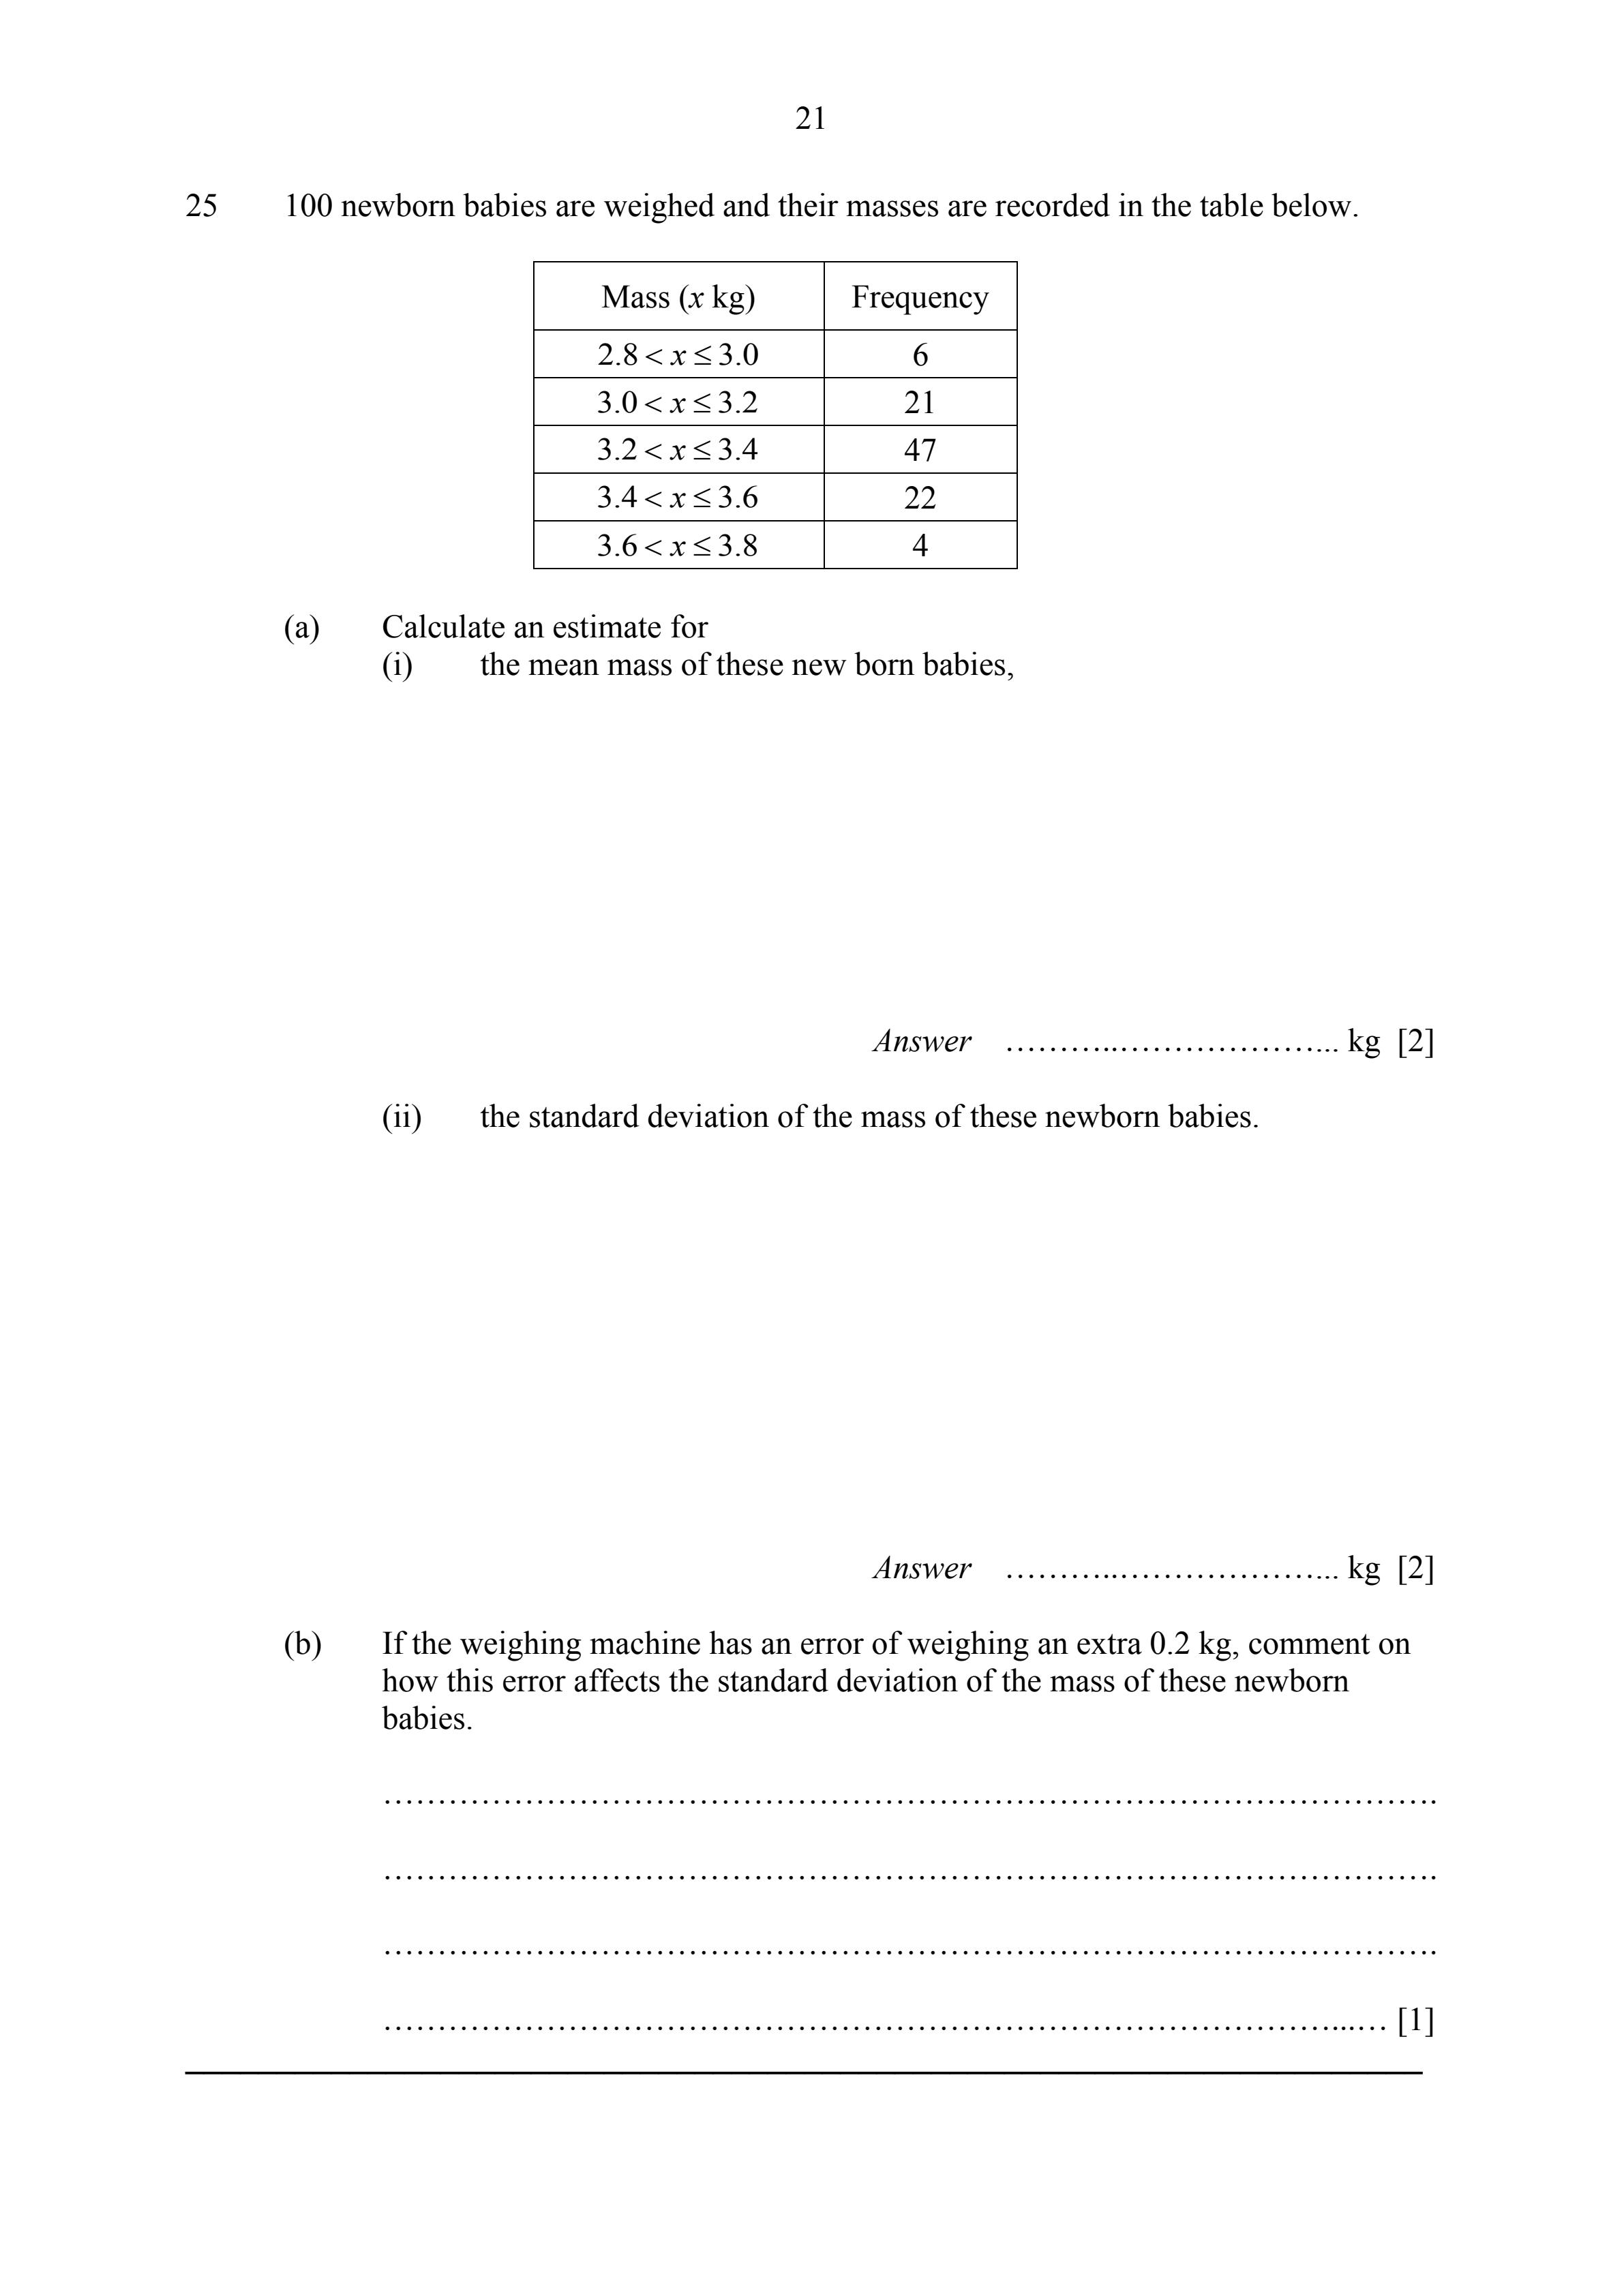 21
25 100 newborn babies are weighed and their masses are recorded in the table below.
Mass (x kg) Frequency
2.8 < x ≤ 3.0 6
3.0 < x ≤ 3.2 21
3.2 < x ≤ 3.4 47
3.4 < x ≤ 3.6 22
3.6 < x ≤ 3.8 4
(a) Calculate an estimate for
(i) the mean mass of these new born babies,
Answer ………..………………... kg [2]
(ii) the standard deviation of the mass of these newborn babies.
Answer ………..………………... kg [2]
(b) If the weighing machine has an error of weighing an extra 0.2 kg, comment on
how this error affects the standard deviation of the mass of these newborn
babies.
…………………………………………………………………………………….
…………………………………………………………………………………….
…………………………………………………………………………………….
……………………………………………………………………………...… [1]